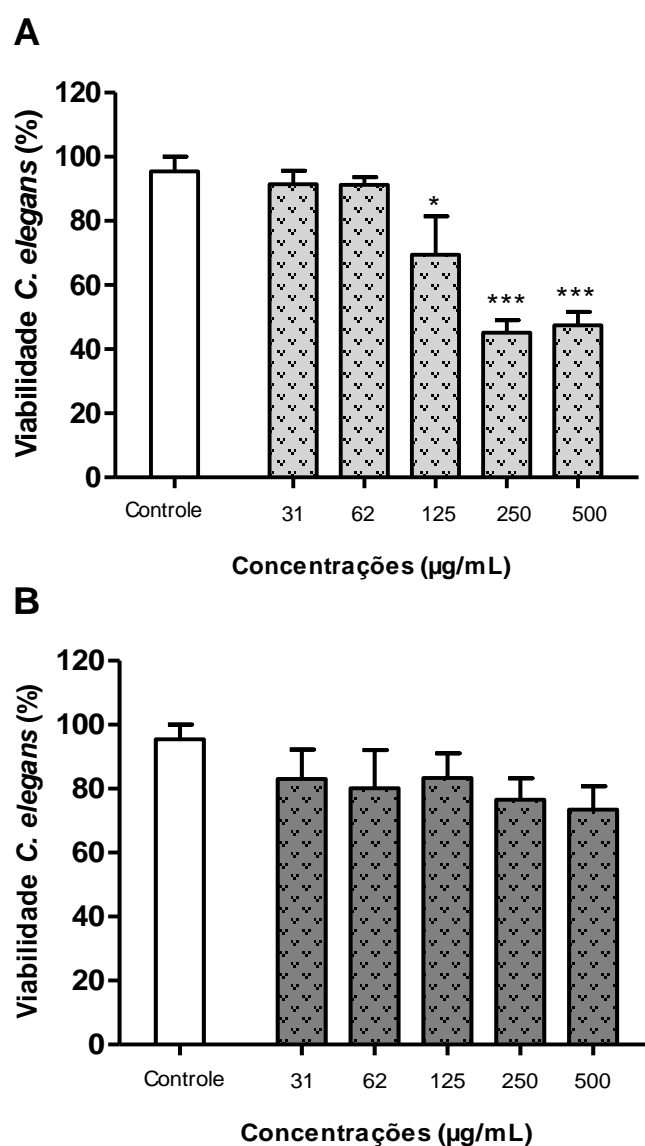 A
120
100
80
60
40
20
0
Viabilidade C. elegans (%)
*
***
***
Controle 31 62 125 250 500
Concentrações (µg/mL)
B
120
100
80
60
40
20
0
Viabilidade C. elegans (%)
Controle 31 62 125 250 500
Concentrações (µg/mL)